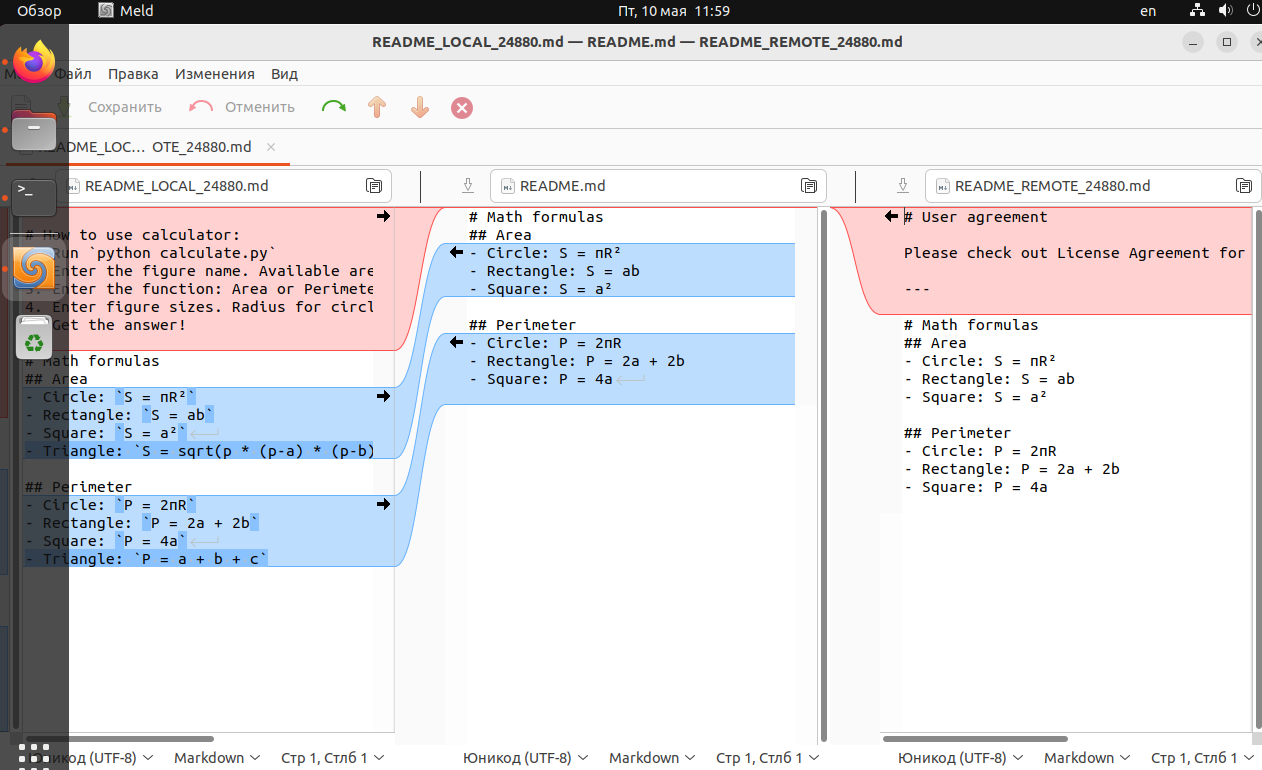 Обзор
Meld
Пт, 10 мая 11:59
en
README_LOCAL_24880.md — README.md — README_REMOTE_24880.md
Файл Правка Изменения Вид
Сохранить Отменить
README_LOC… OTE_24880.md
README_LOCAL_24880.md
# How to use calculator:
Run `python calculate.py`
Enter the figure name. Available are
3. Enter the function: Area or Perimete
4. Enter figure sizes. Radius for circl
Get the answer!
# Math formulas
## Area
- Circle: `S = πR²`
- Rectangle: `S = ab`
- Square: `S = a²`
- Triangle: `S = sqrt(p * (p-a) * (p-b)
## Perimeter
- Circle: `P = 2πR`
- Rectangle: `P = 2a + 2b`
- Square: `P = 4a`
- Triangle: `P = a + b + c`
README.md
# Math formulas
## Area
- Circle: S = πR²
- Rectangle: S = ab
- Square: S = a²
## Perimeter
- Circle: P = 2πR
- Rectangle: P = 2a + 2b
- Square: P = 4a
README_REMOTE_24880.md
# User agreement
Please check out License Agreement for
---
# Math formulas
## Area
- Circle: S = πR²
- Rectangle: S = ab
- Square: S = a²
## Perimeter
- Circle: P = 2πR
- Rectangle: P = 2a + 2b
- Square: P = 4a
Юникод (UTF-8) Markdown Стр 1, Стлб 1
Юникод (UTF-8) Markdown Стр 1, Стлб 1
Юникод (UTF-8) Markdown Стр 1, Стлб 1